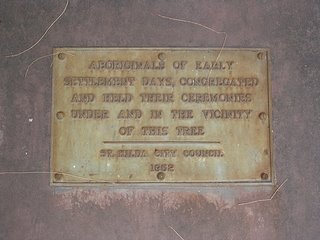 ABORIGINALS OF EARLY
SETTLEMENT DAYS, CONGREGATED
AND HELD THEIR CEREMONIES
UNDER AND IN THE VICINITY
OF THIS TREE
ST. KILDA CITY COUNCIL.
1952